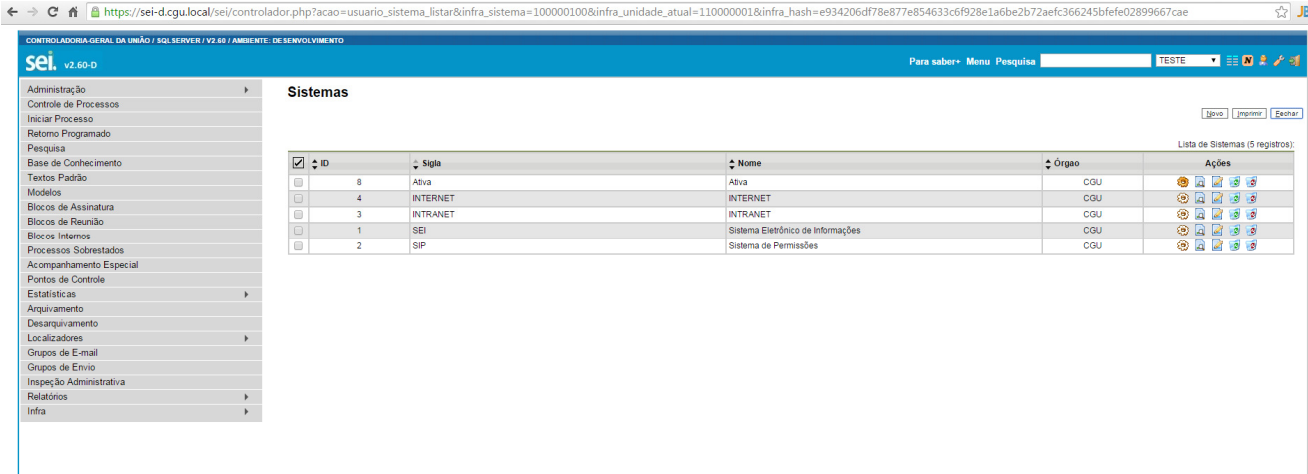 https://sei-d.cgu.local/sei/controlador.php?acao=usuario_sistema_listar&infra_sistema=100000100&infra_unidade_atual=110000001&infra_hash=e934206df78e877e854633c6f928e1a6be2b72aefc366245bfefe02899667cae
CONTROLADORIA-GERAL DA UNIÃO / SQLSERVER / V2.60 / AMBIENTE: DESENVOLVIMENTO
sei. v2.60-D
Para saber+ Menu Pesquisa TESTE
Administração
Controle de Processos
Iniciar Processo
Retorno Programado
Pesquisa
Base de Conhecimento
Textos Padrão
Modelos
Blocos de Assinatura
Blocos de Reunião
Blocos Internos
Processos Sobrestados
Acompanhamento Especial
Pontos de Controle
Estatísticas
Arquivamento
Desarquivamento
Localizadores
Grupos de E-mail
Grupos de Envio
Inspeção Administrativa
Relatórios
Infra
Sistemas
Novo Imprimir Fechar
Lista de Sistemas (5 registros):
ID Sigla Nome Órgao Ações
8 Ativa Ativa CGU
4 INTERNET INTERNET CGU
3 INTRANET INTRANET CGU
1 SEI Sistema Eletrônico de Informações CGU
2 SIP Sistema de Permissões CGU